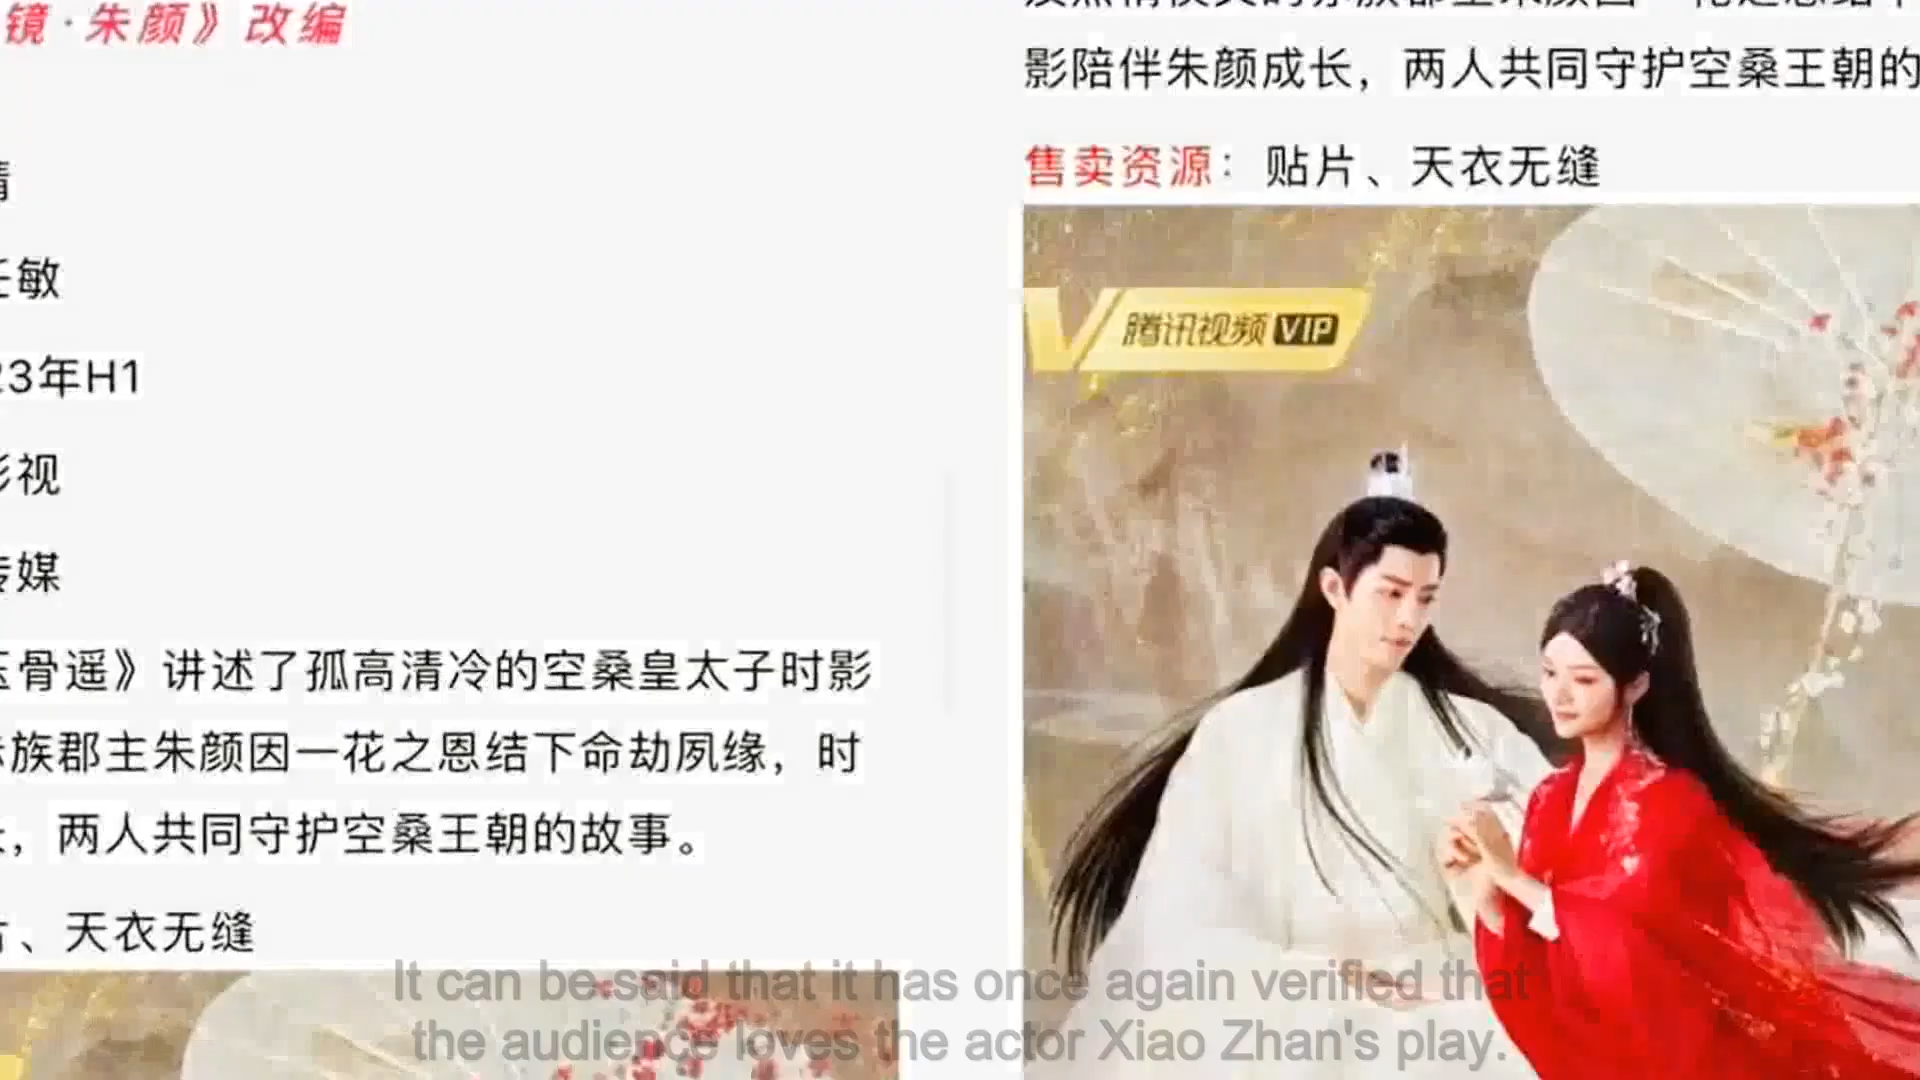 镜·朱颜》改编
任敏
23年H1
影视
传媒
玉骨遥》讲述了孤高清冷的空桑皇太子时影
族郡主朱颜因一花之恩结下命劫夙缘，时
，两人共同守护空桑王朝的故事。
片、天衣无缝
影陪伴朱颜成长，两人共同守护空桑王朝的
售卖资源：贴片、天衣无缝
腾讯视频 VIP
It can be said that it has once again verified that
the audience loves the actor Xiao Zhan's play.